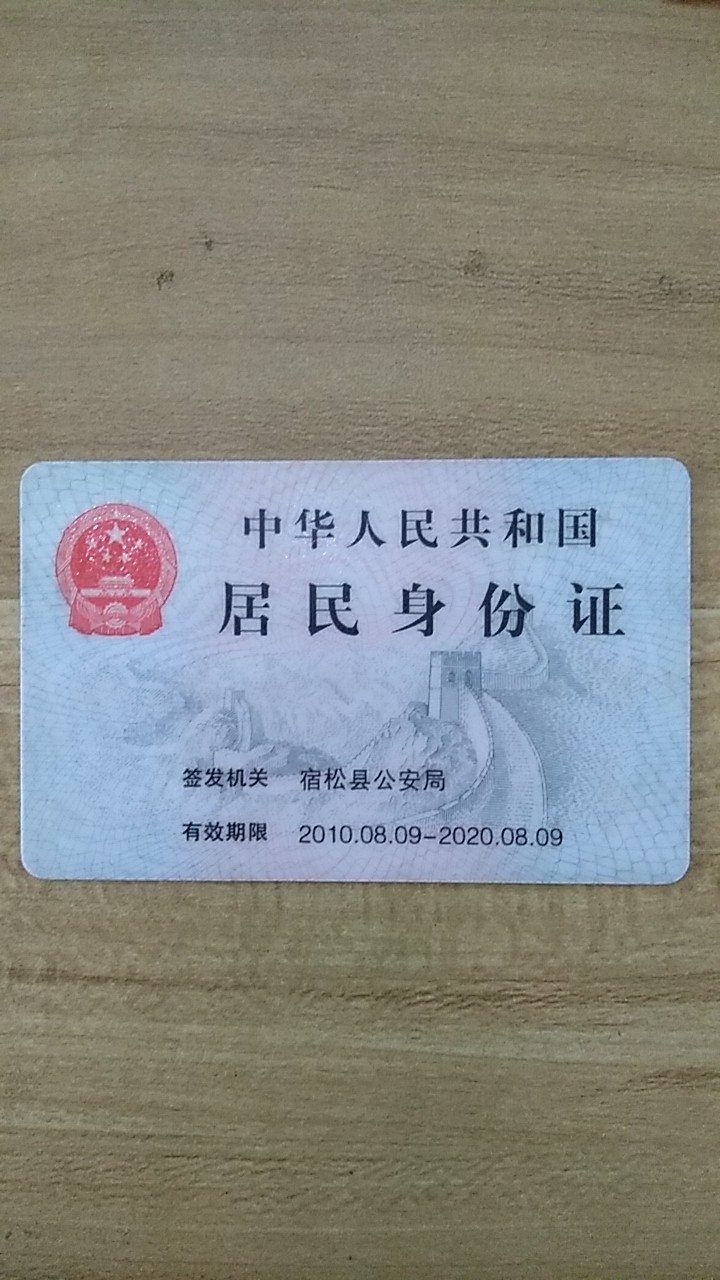 中华人民共和国
居民身份证
签发机关 宿松县公安局
有效期限 2010.08.09-2020.08.09